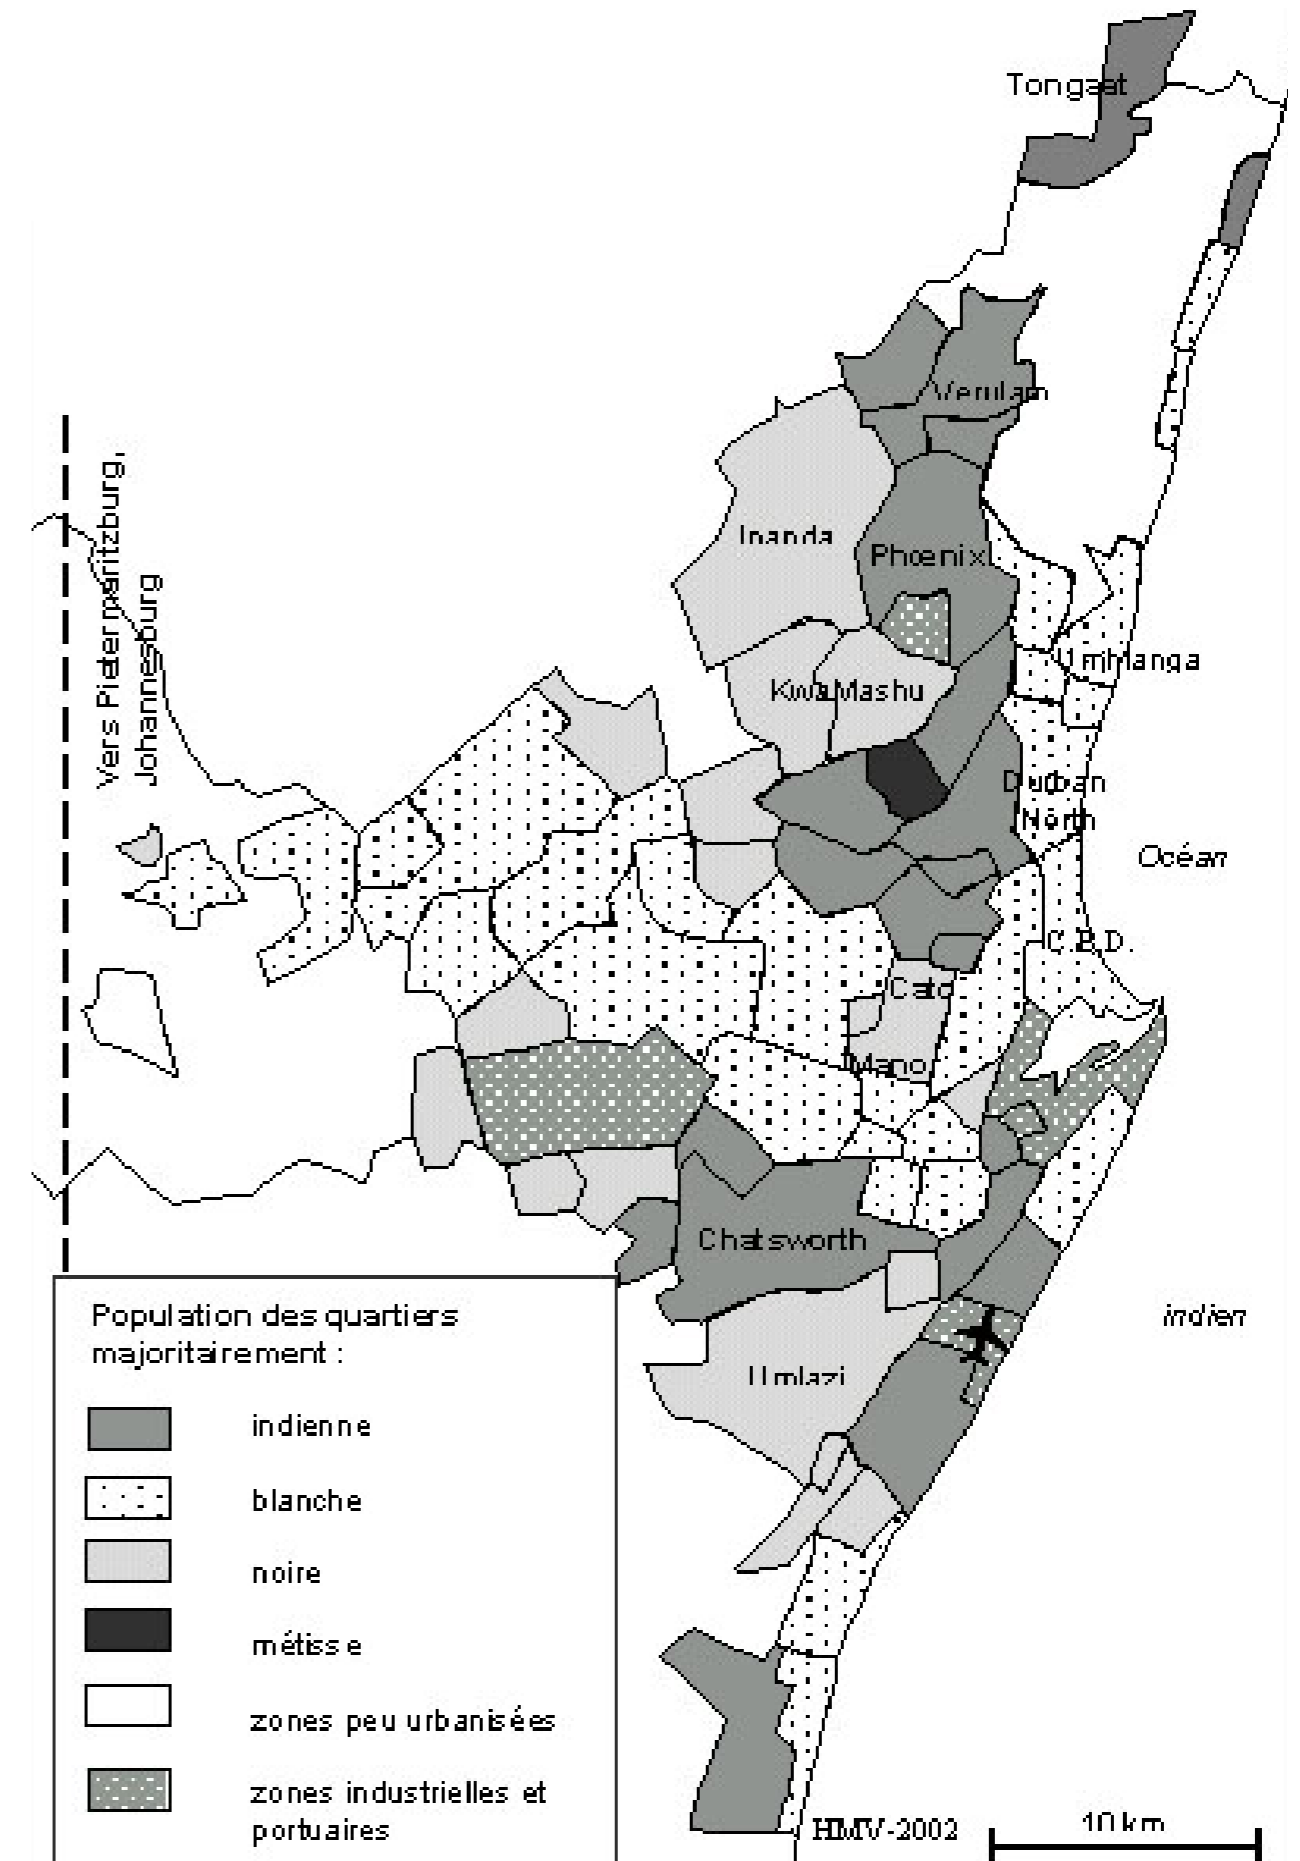 Tongaat
Verulam
Inanda
Phœnix
KwaMashu
Umhlanga
Durban
North
Océan
C.B.D.
Cato
Manor
Chatsworth
indien
Umlazi
Vers Pietermaritzburg,
Johannesburg
Population des quartiers
majoritairement :
indienne
blanche
noire
métisse
zones peu urbanisées
zones industrielles et
portuaires
HMV-2002
10 km